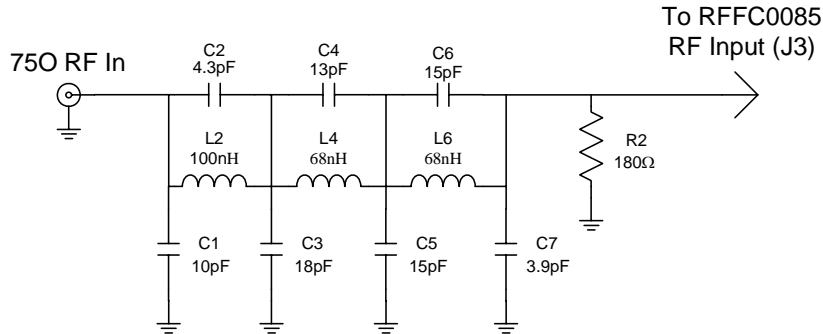 To RFFC0085
RF Input (J3)
75O RF In
C2
4.3pF
C4
13pF
C6
15pF
L2
100nH
L4
68nH
L6
68nH
R2
180Ω
C1
10pF
C3
18pF
C5
15pF
C7
3.9pF